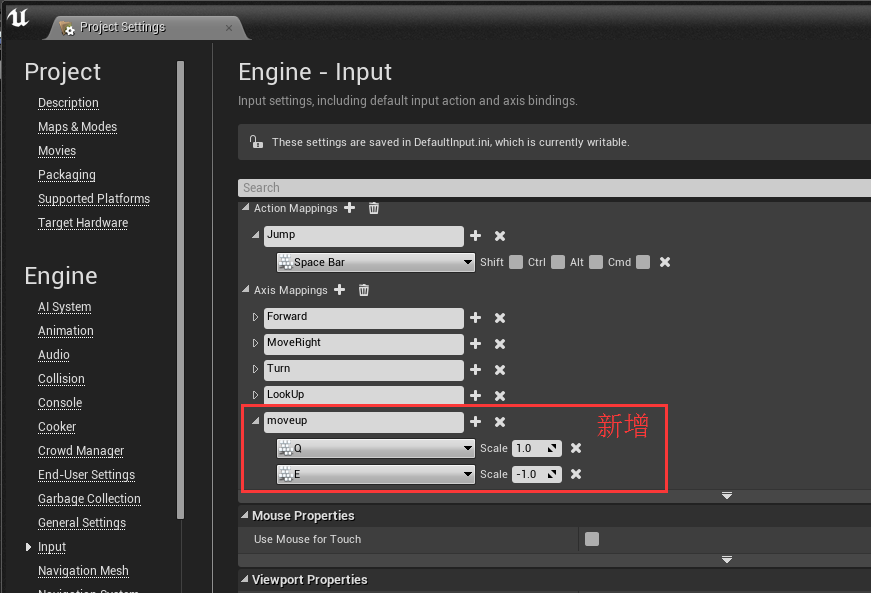 Project Settings
Project
Description
Maps & Modes
Movies
Packaging
Supported Platforms
Target Hardware
Engine
AI System
Animation
Audio
Collision
Console
Cooker
Crowd Manager
End-User Settings
Garbage Collection
General Settings
Input
Navigation Mesh
Navigation System
Engine - Input
Input settings, including default input action and axis bindings.
These settings are saved in DefaultInput.ini, which is currently writable.
Search
Action Mappings
Jump
Space Bar Shift Ctrl Alt Cmd
Axis Mappings
Forward
MoveRight
Turn
LookUp
moveup 新增
Q Scale 1.0
E Scale -1.0
Mouse Properties
Use Mouse for Touch
Viewport Properties